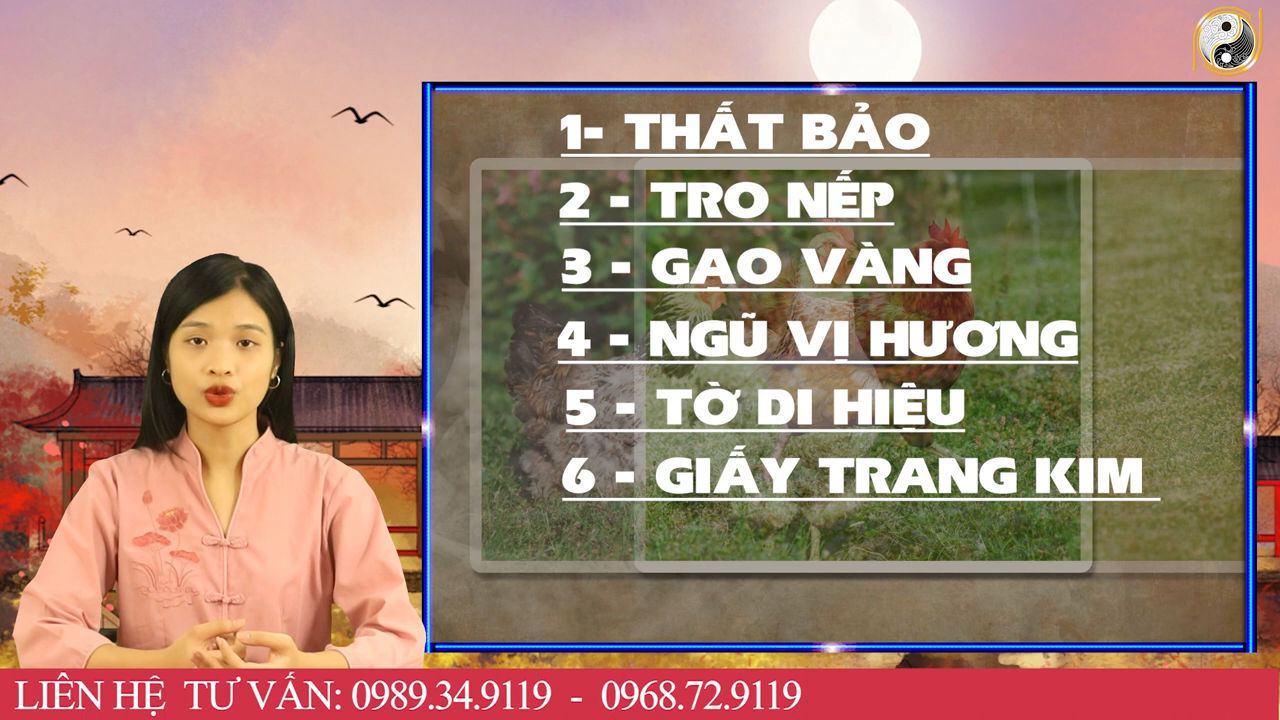 1- THẤT BẢO
2 - TRO NẾP
3 - GẠO VÀNG
4 - NGŨ VỊ HƯƠNG
5 - TỜ DI HIỆU
6 - GIẤY TRANG KIM
LIÊN HỆ TƯ VẤN: 0989.34.9119 - 0968.72.9119